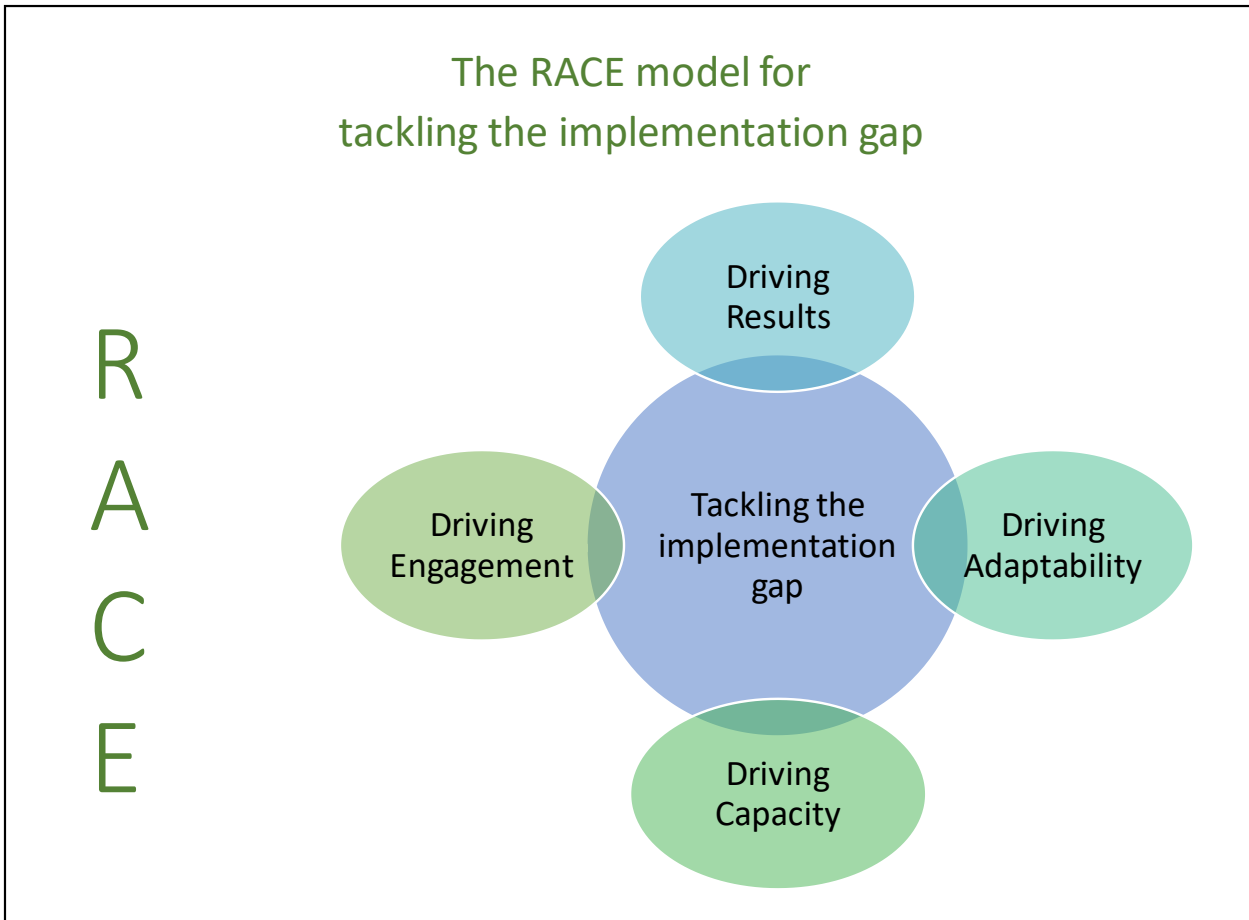 The RACE model for
tackling the implementation gap
R
A
C
E
Driving
Results
Driving
Engagement
Tackling the
implementation
gap
Driving
Adaptability
Driving
Capacity